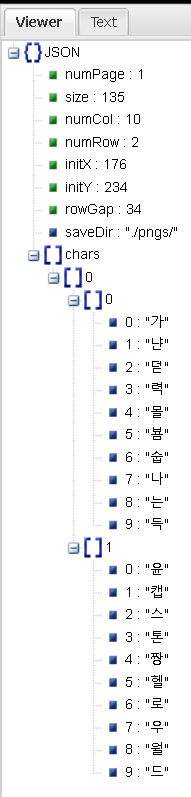 Viewer Text
JSON
numPage : 1
size : 135
numCol : 10
numRow : 2
initX : 176
initY : 234
rowGap : 34
saveDir : "./pngs/"
chars
0
0
0 : "가"
1 : "냔"
2 : "덛"
3 : "력"
4 : "몰"
5 : "봄"
6 : "숩"
7 : "나"
8 : "는"
9 : "득"
1
0 : "윤"
1 : "캡"
2 : "스"
3 : "톤"
4 : "짱"
5 : "헬"
6 : "로"
7 : "우"
8 : "월"
9 : "드"